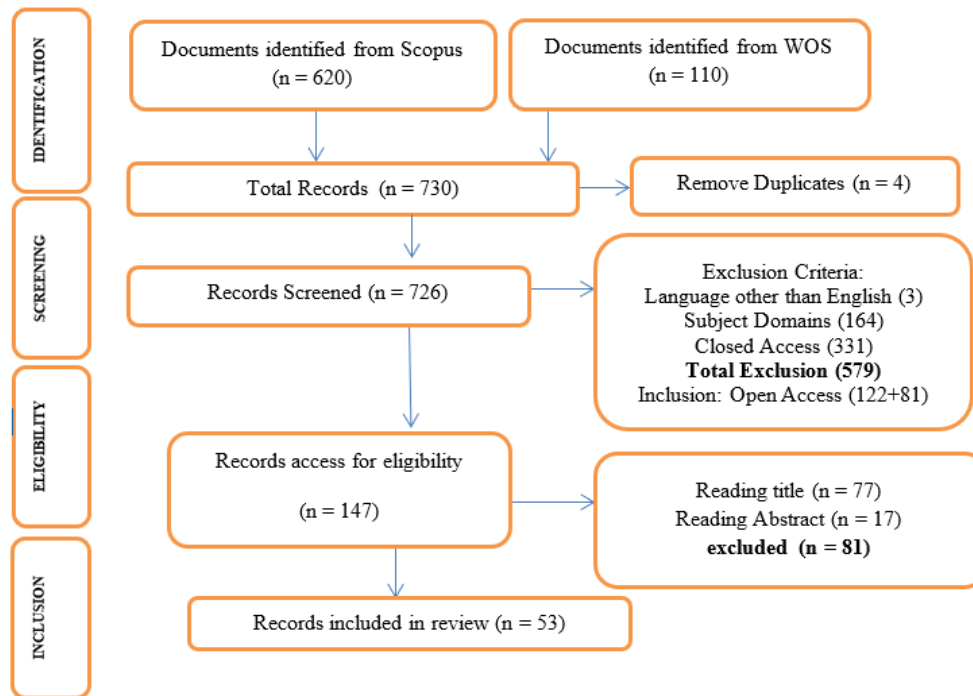 IDENTIFICATION
Documents identified from Scopus
(n = 620)
Documents identified from WOS
(n = 110)
Total Records (n = 730)
Remove Duplicates (n = 4)
SCREENING
Records Screened (n = 726)
Exclusion Criteria:
Language other than English (3)
Subject Domains (164)
Closed Access (331)
Total Exclusion (579)
Inclusion: Open Access (122+81)
ELIGIBILITY
Records access for eligibility
(n = 147)
Reading title (n = 77)
Reading Abstract (n = 17)
excluded (n = 81)
INCLUSION
Records included in review (n = 53)